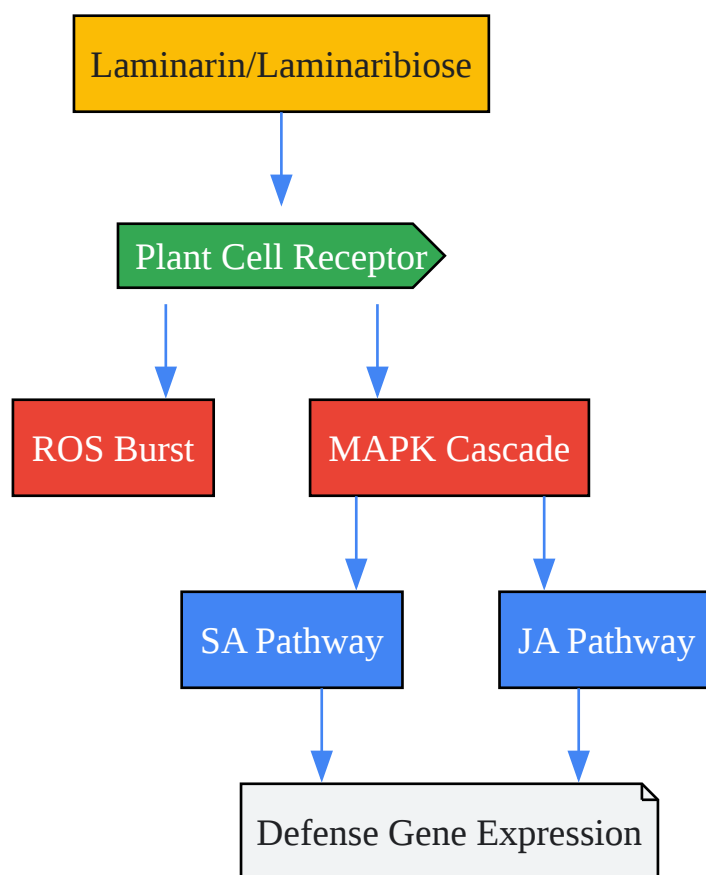 Laminarin/Laminaribiose
Plant Cell Receptor
ROS Burst
MAPK Cascade
SA Pathway
JA Pathway
Defense Gene Expression